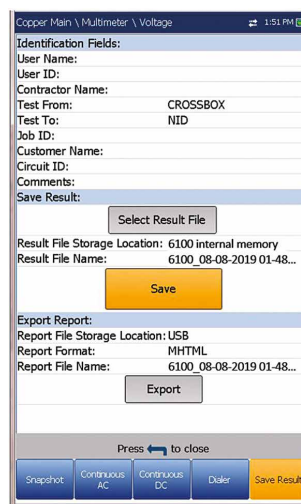 Copper Main \ Multimeter \ Voltage 1:51 PM
Identification Fields:
User Name:
User ID:
Contractor Name:
Test From: CROSSBOX
Test To: NID
Job ID:
Customer Name:
Circuit ID:
Comments:
Save Result:
Select Result File
Result File Storage Location: 6100 internal memory
Result File Name: 6100_08-08-2019 01-48...
Save
Export Report:
Report File Storage Location: USB
Report Format: MHTML
Report File Name: 6100_08-08-2019 01-48...
Export
Press to close
Snapshot Continuous AC Continuous DC Dialer Save Result